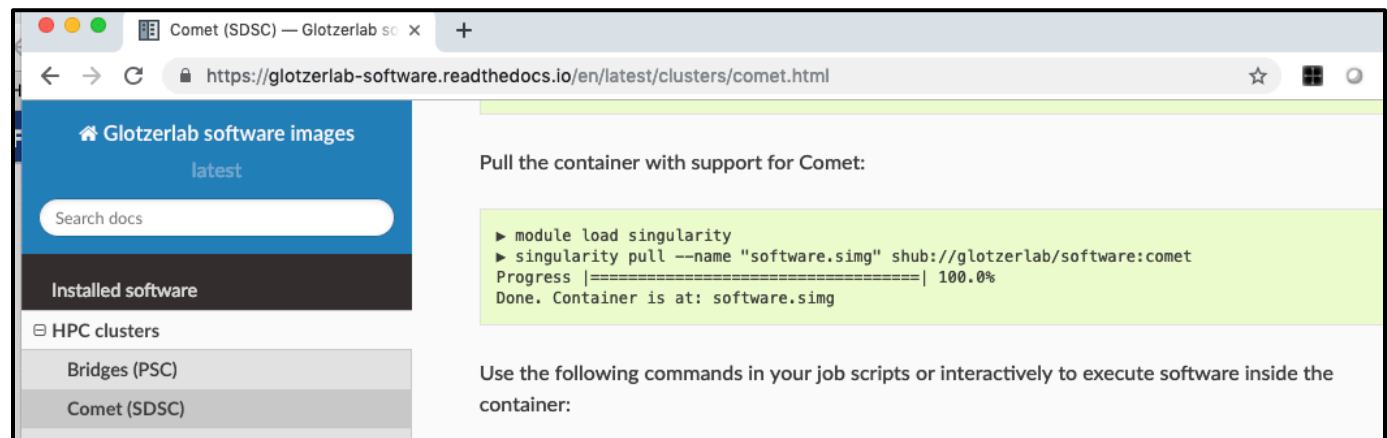 Comet (SDSC) — Glotzerlab so
https://glotzerlab-software.readthedocs.io/en/latest/clusters/comet.html
Glotzerlab software images
latest
Search docs
Installed software
HPC clusters
Bridges (PSC)
Comet (SDSC)
Pull the container with support for Comet:
▸ module load singularity
▸ singularity pull --name "software.simg" shub://glotzerlab/software:comet
Progress |===================================| 100.0%
Done. Container is at: software.simg
Use the following commands in your job scripts or interactively to execute software inside the
container: